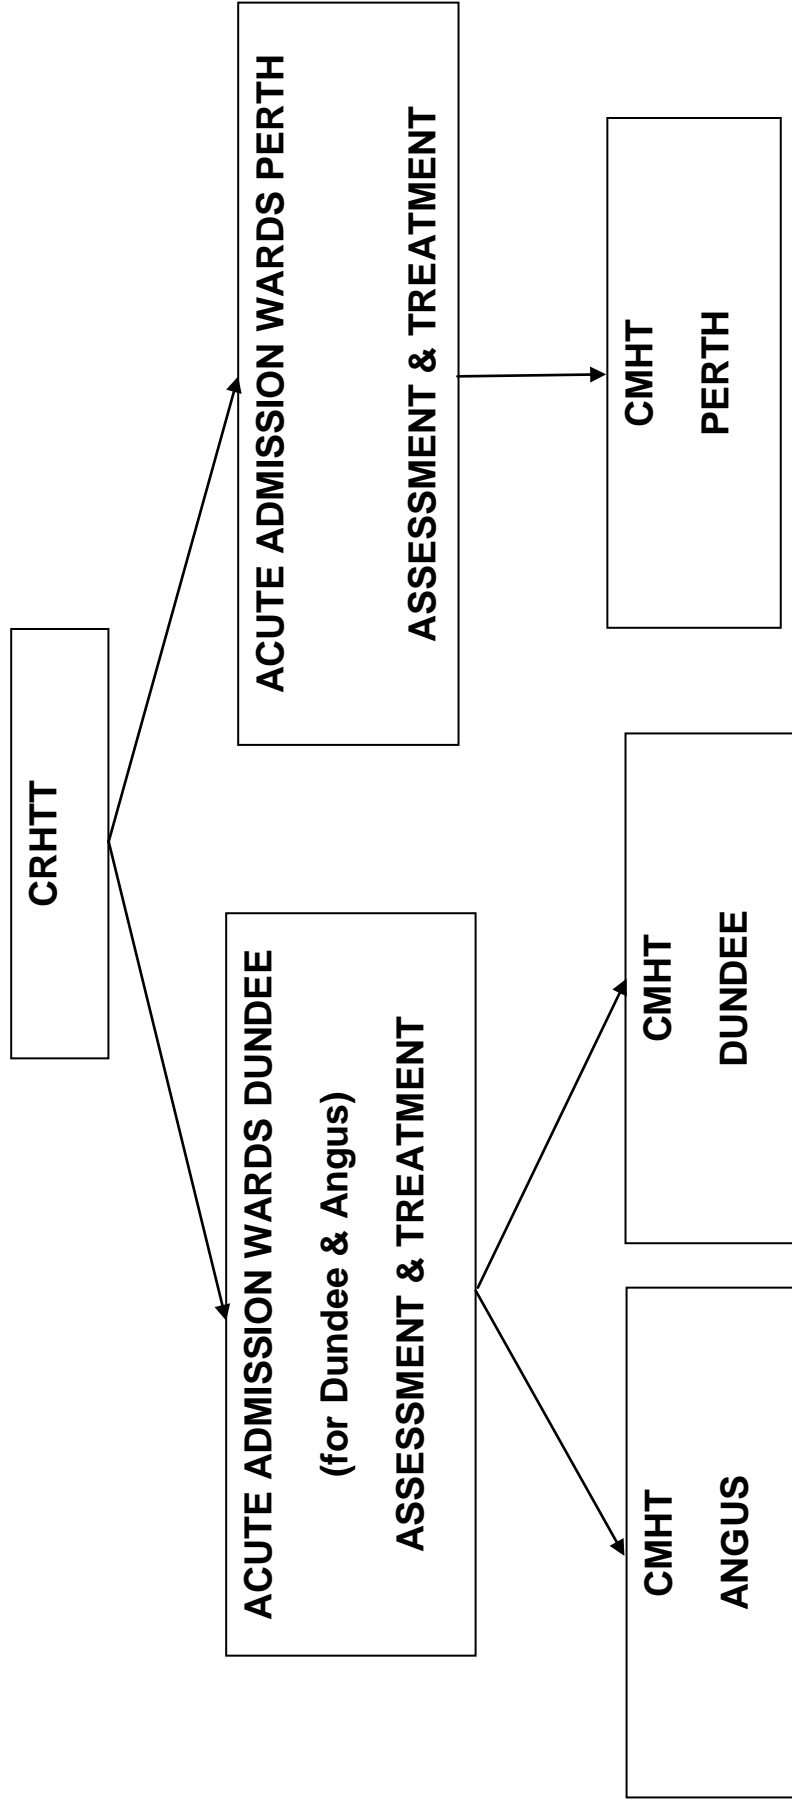 CRHTT
ACUTE ADMISSION WARDS DUNDEE
(for Dundee & Angus)
ASSESSMENT & TREATMENT
ACUTE ADMISSION WARDS PERTH
ASSESSMENT & TREATMENT
CMHT
ANGUS
CMHT
DUNDEE
CMHT
PERTH